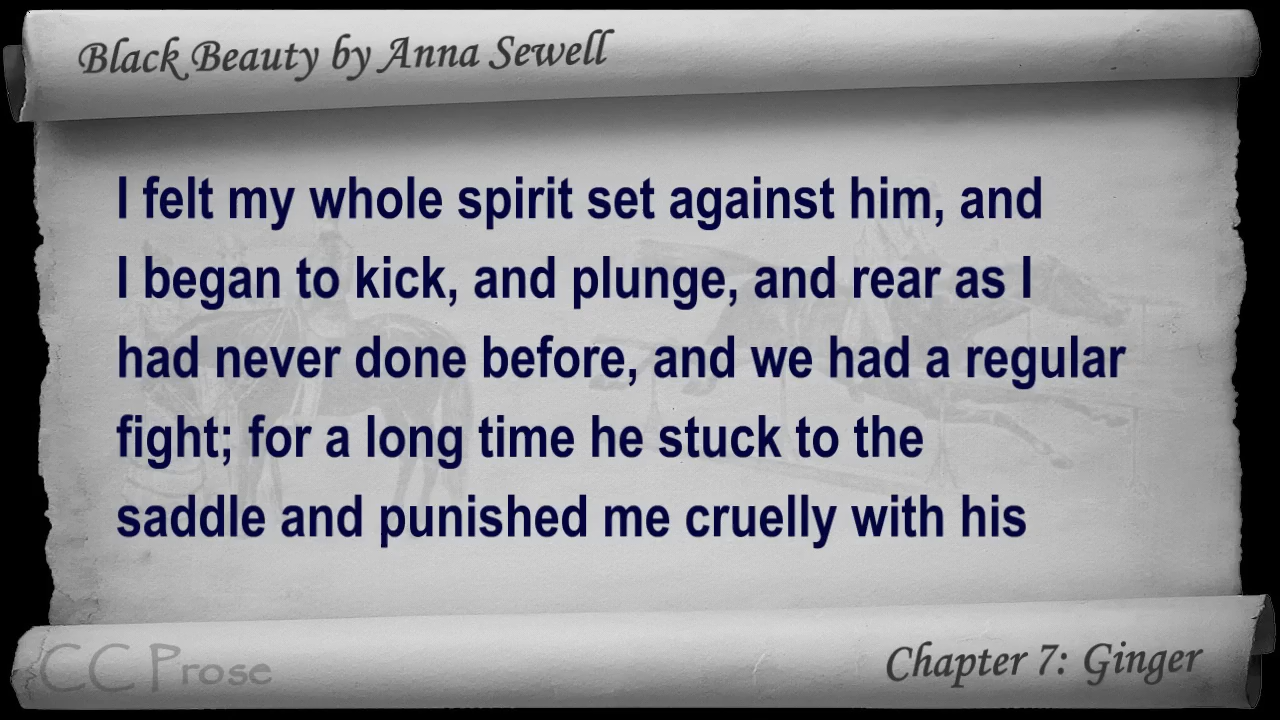 Black Beauty by Anna Sewell
I felt my whole spirit set against him, and
I began to kick, and plunge, and rear as I
had never done before, and we had a regular
fight; for a long time he stuck to the
saddle and punished me cruelly with his
CC Prose
Chapter 7: Ginger